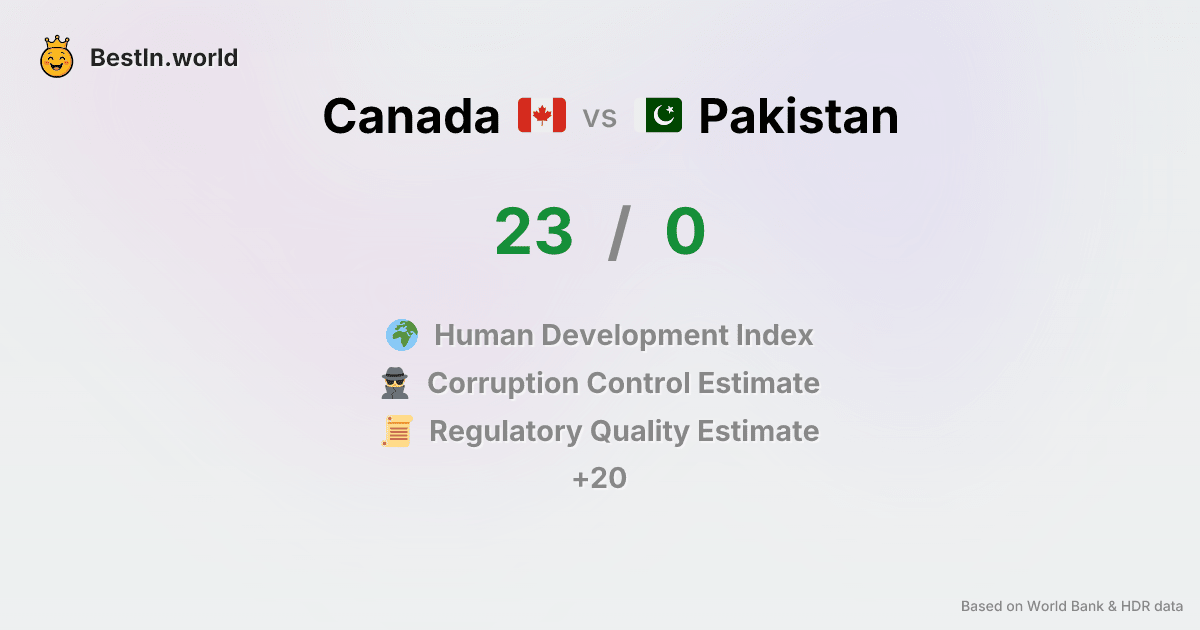 BestIn.world
Canada vs Pakistan
23 / 0
Human Development Index
Corruption Control Estimate
Regulatory Quality Estimate
+20
Based on World Bank & HDR data